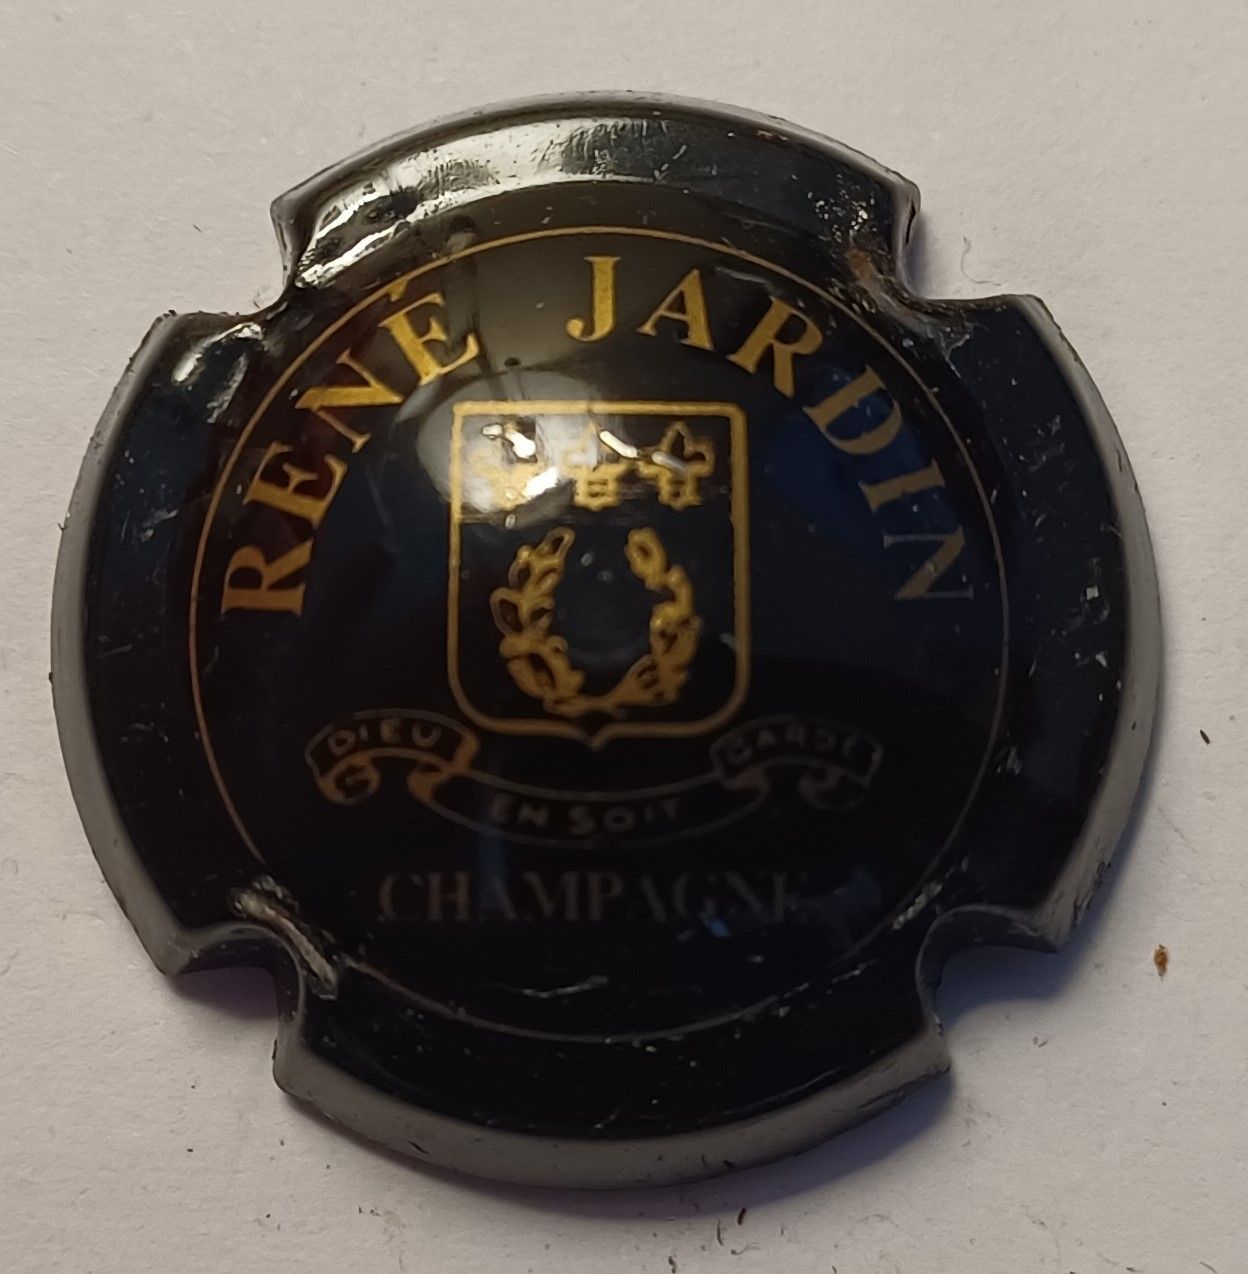 RENÉ JARDIN
DIEU EN SOIT GARDE
CHAMPAGNE